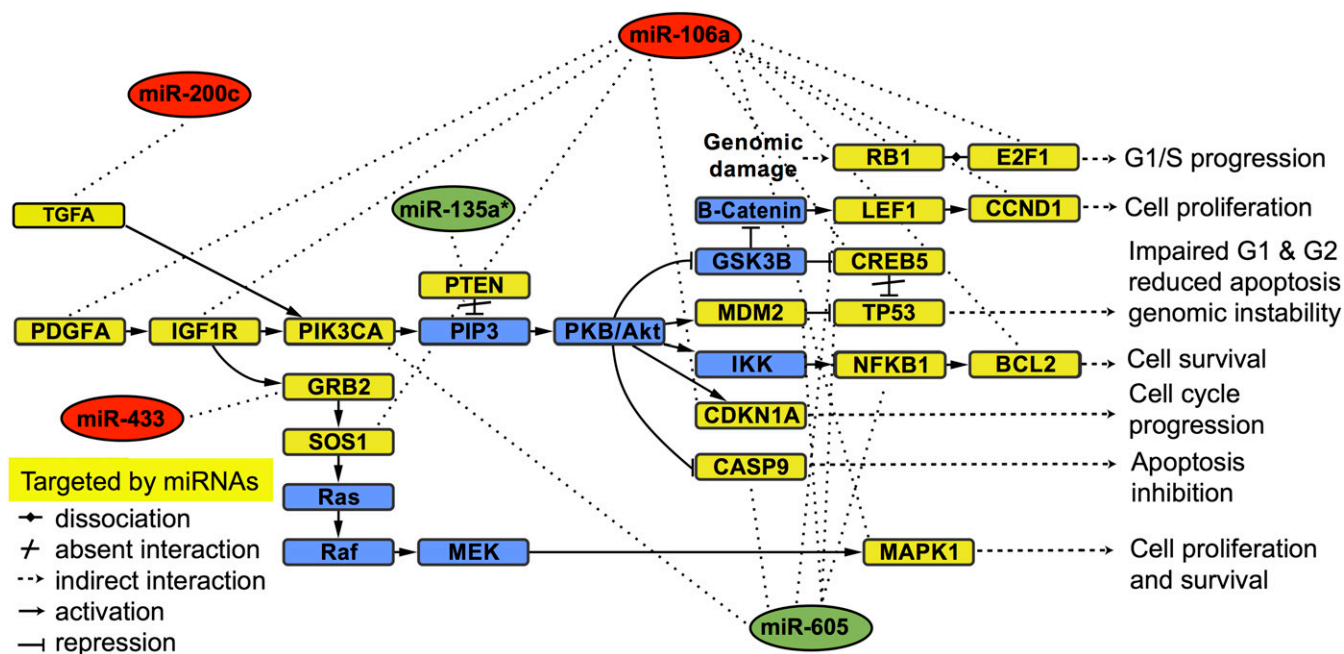 miR-106a
miR-200c
Genomic
damage
RB1
E2F1
G1/S progression
miR-135a*
TGFA
B-Catenin
LEF1
CCND1
Cell proliferation
PTEN
GSK3B
CREB5
Impaired G1 & G2
reduced apoptosis
genomic instability
PDGFA
IGF1R
PIK3CA
PIP3
PKB/Akt
MDM2
TP53
IKK
NFKB1
BCL2
Cell survival
GRB2
miR-433
CDKN1A
Cell cycle
progression
SOS1
CASP9
Apoptosis
inhibition
Targeted by miRNAs
Ras
dissociation
Raf
MEK
MAPK1
Cell proliferation
and survival
absent interaction
indirect interaction
activation
repression
miR-605